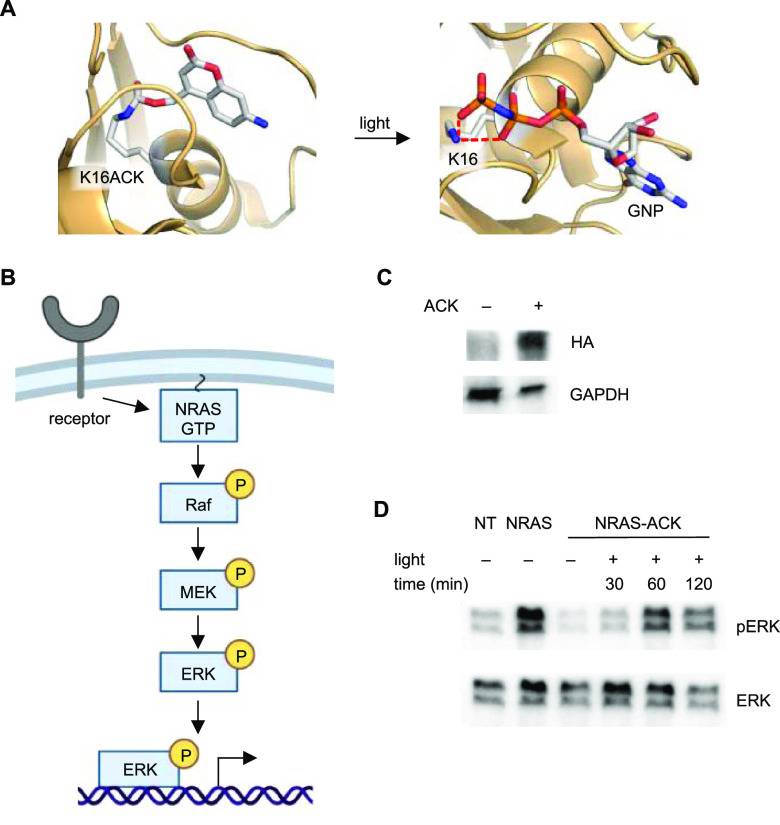 A
K16ACK
light
K16
GNP
B
receptor
NRAS
GTP
P
Raf
P
MEK
P
ERK
P
ERK
C
ACK – +
HA
GAPDH
D
NT NRAS NRAS-ACK
light – – – + + +
time (min) 30 60 120
pERK
ERK